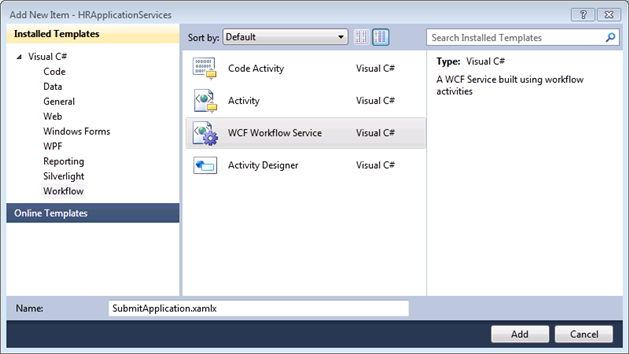 Add New Item - HRApplicationServices
Installed Templates
Visual C#
Code
Data
General
Web
Windows Forms
WPF
Reporting
Silverlight
Workflow
Online Templates
Sort by: Default
Code Activity Visual C#
Activity Visual C#
WCF Workflow Service Visual C#
Activity Designer Visual C#
Search Installed Templates
Type: Visual C#
A WCF Service built using workflow
activities
Name: SubmitApplication.xamlx
Add Cancel